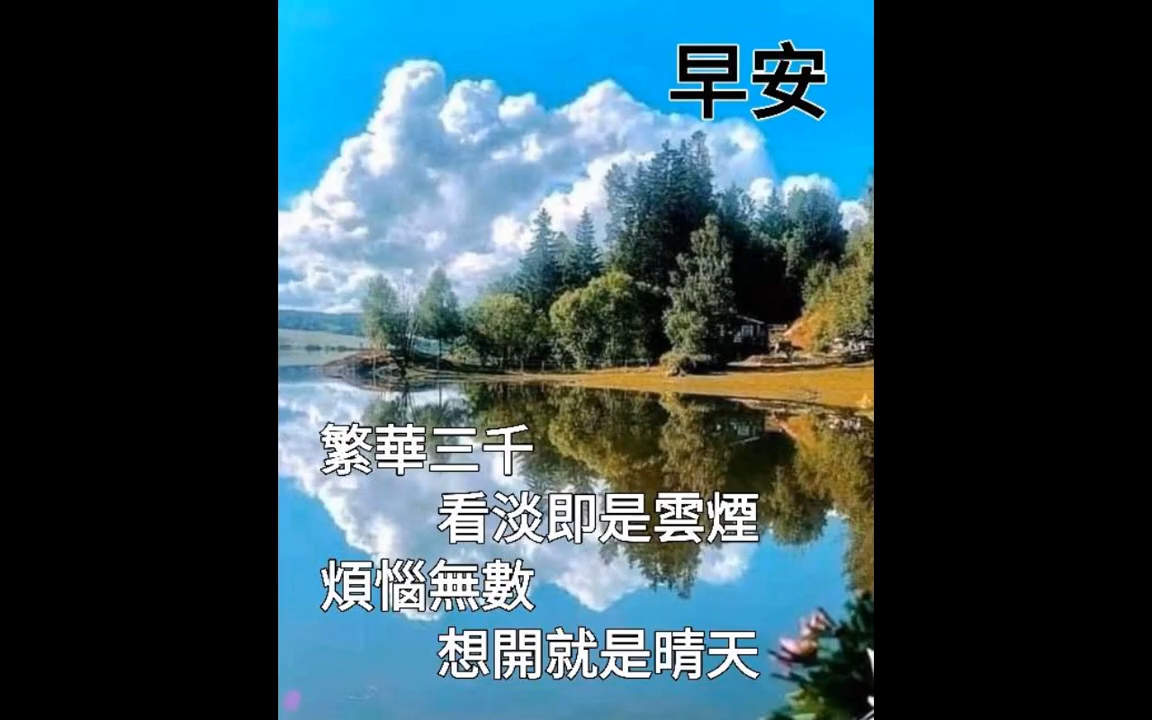 早安
繁華三千
看淡即是雲煙
煩惱無數
想開就是晴天